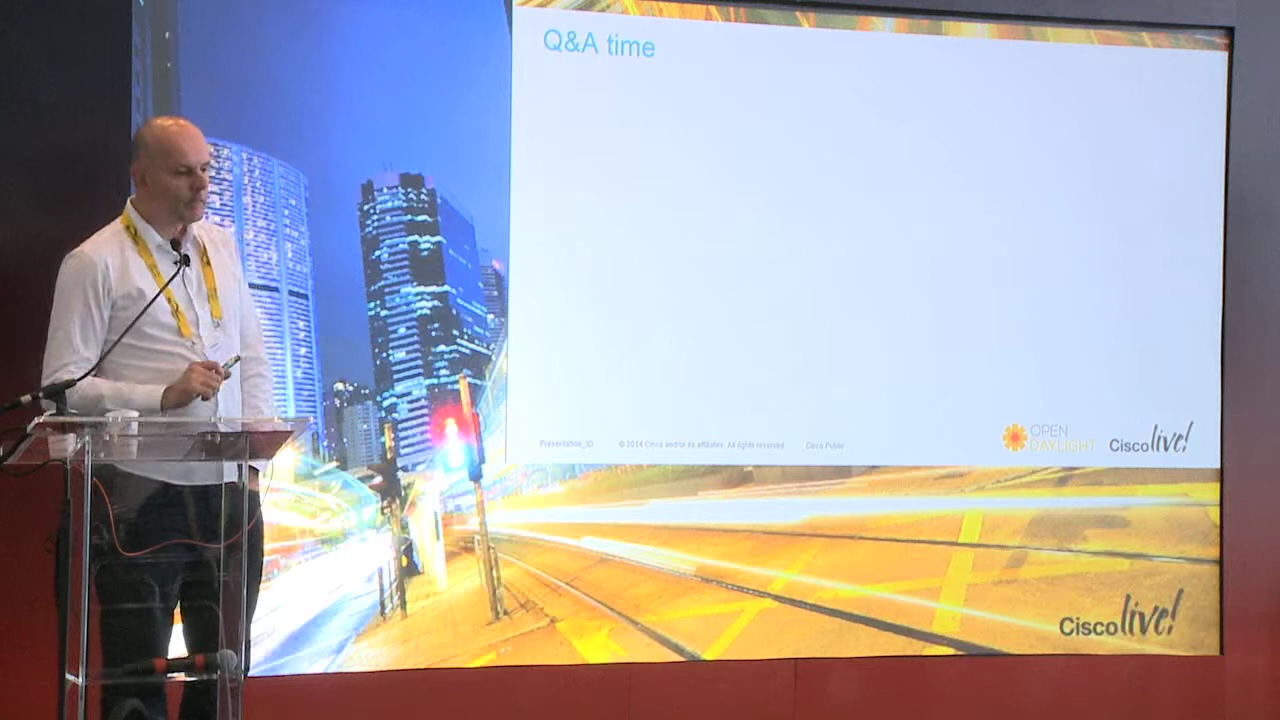 Q&A time
Presentation_ID
© 2014 Cisco and/or its affiliates. All rights reserved.
Cisco Public
OPEN
DAYLIGHT
Cisco live!
Cisco live!